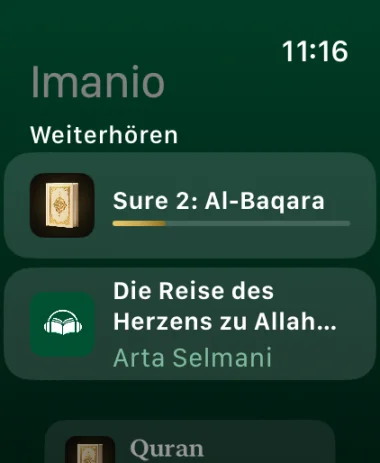 11:16
Imanio
Weiterhören
Sure 2: Al-Baqara
Die Reise des
Herzens zu Allah...
Arta Selmani
Quran